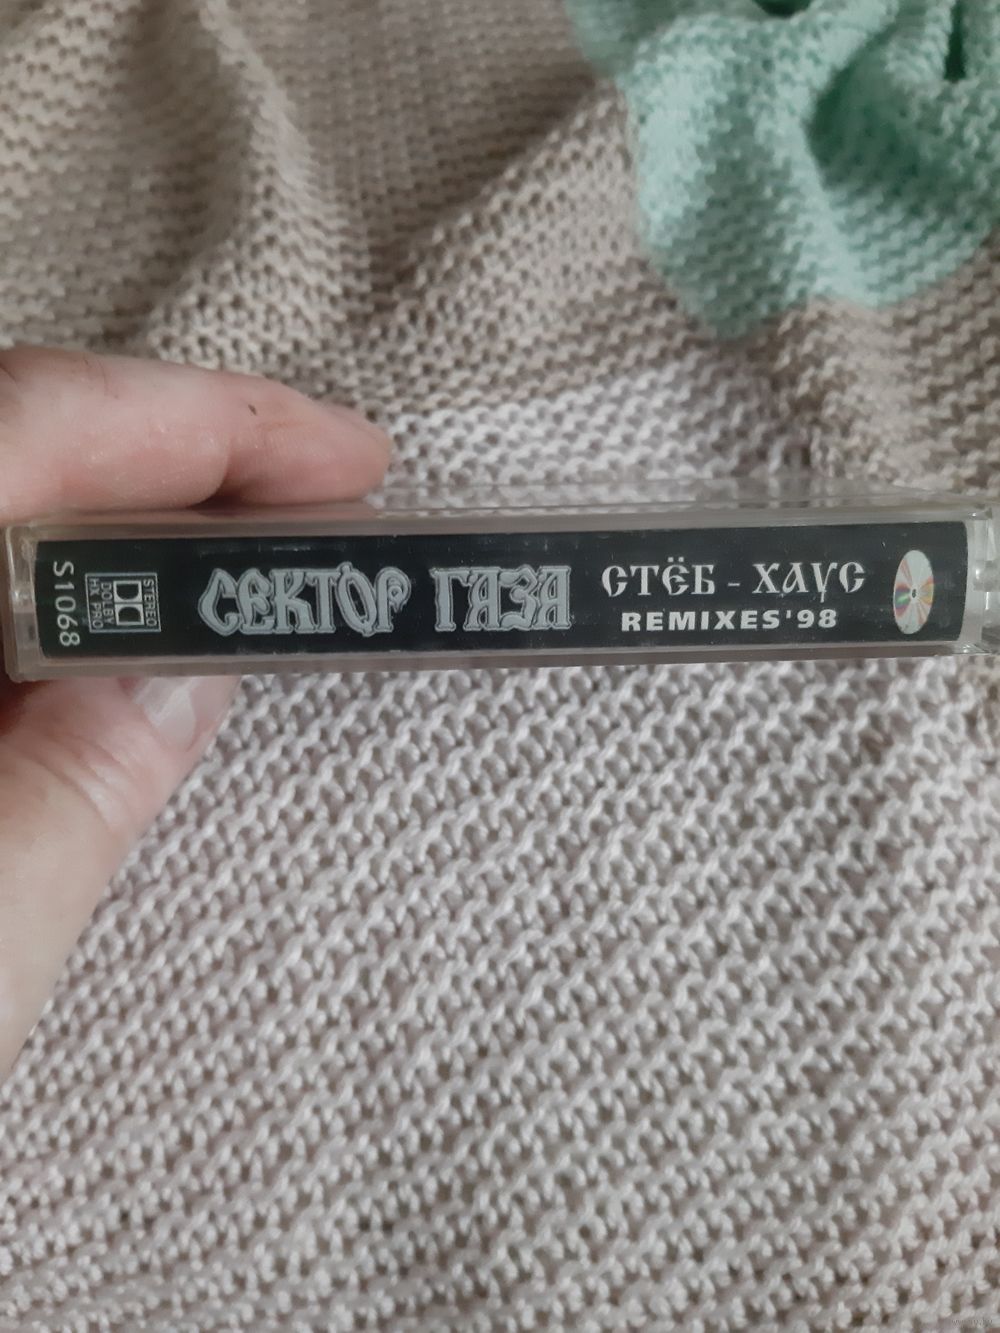 S1068
STEREO
DOLBY
HX PRO
СЕКТОР ГАЗА
СТЁБ - ХАУС
REMIXES'98